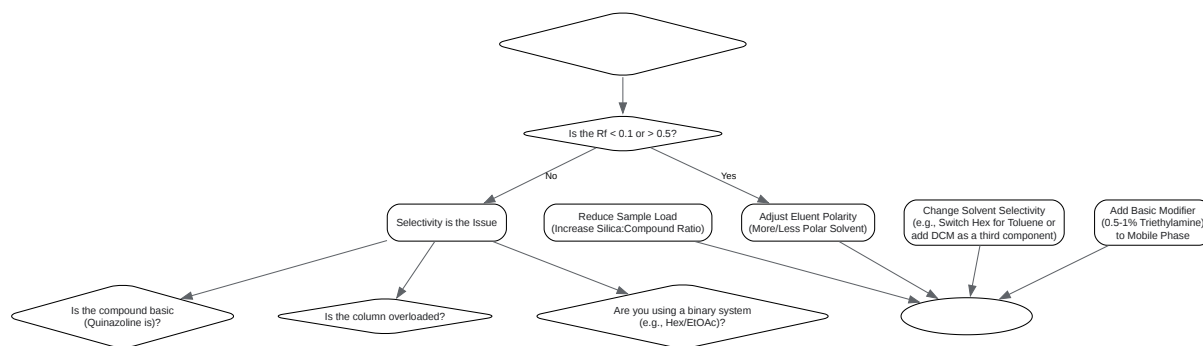 Is the Rf < 0.1 or > 0.5?
No
Yes
Selectivity is the Issue
Reduce Sample Load
(Increase Silica:Compound Ratio)
Adjust Eluent Polarity
(More/Less Polar Solvent)
Change Solvent Selectivity
(e.g., Switch Hex for Toluene or
add DCM as a third component)
Add Basic Modifier
(0.5-1% Triethylamine)
to Mobile Phase
Is the compound basic
(Quinazoline is)?
Is the column overloaded?
Are you using a binary system
(e.g., Hex/EtOAc)?